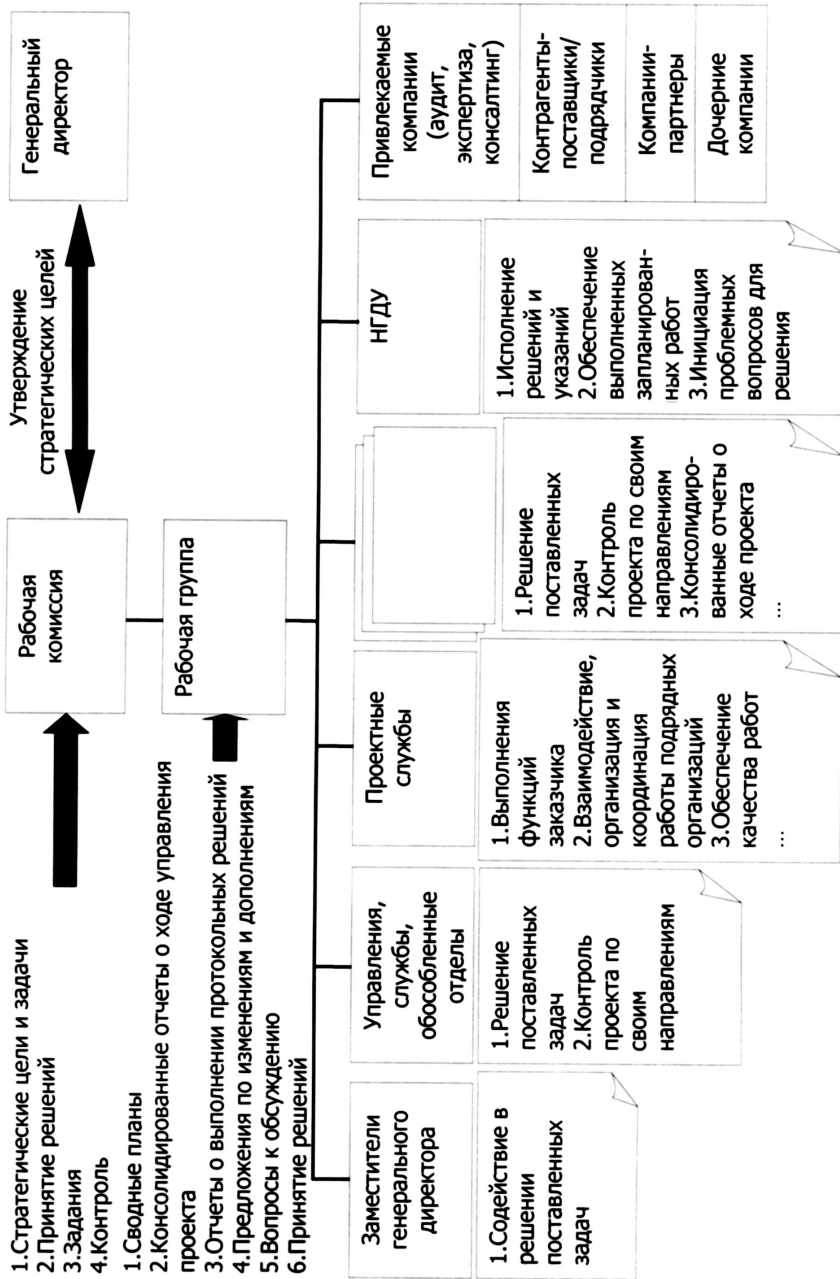 1.Стратегические цели и задачи
2.Принятие решений
3.Задания
4.Контроль
Рабочая
комиссия
Утверждение
стратегических целей
Генеральный
директор
1.Сводные планы
2.Консолидированные отчеты о ходе управления
проекта
3.Отчеты о выполнении протокольных решений
4.Предложения по изменениям и дополнениям
5.Вопросы к обсуждению
6.Принятие решений
Рабочая группа
Заместители
генерального
директора
1.Содействие в
решении
поставленных
задач
Управления,
службы,
обособленные
отделы
1.Решение
поставленных
задач
2.Контроль
проекта по
своим
направлениям
Проектные
службы
1.Выполнения
функций
заказчика
2.Взаимодействие,
организация и
координация
работы подрядных
организаций
3.Обеспечение
качества работ
...
1.Решение
поставленных
задач
2.Контроль
проекта по своим
направлениям
3.Консолидиро-
ванные отчеты о
ходе проекта
...
НГДУ
1.Исполнение
решений и
указаний
2.Обеспечение
выполненных
запланирован-
ных работ
3.Инициация
проблемных
вопросов для
решения
Привлекаемые
компании
(аудит,
экспертиза,
консалтинг)
Контрагенты-
поставщики/
подрядчики
Компании-
партнеры
Дочерние
компании